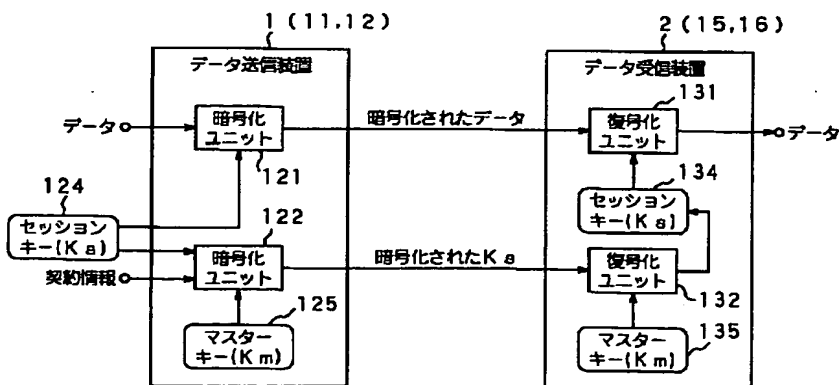 1 (11,12)
2 (15,16)
データ送信装置
データ受信装置
131
データ
暗号化
ユニット
暗号化されたデータ
復号化
ユニット
データ
121
124
134
セッション
キー(Ks)
セッション
キー(Ks)
122
契約情報
暗号化
ユニット
暗号化されたKs
復号化
ユニット
125
132
マスター
キー(Km)
マスター
キー(Km)
135